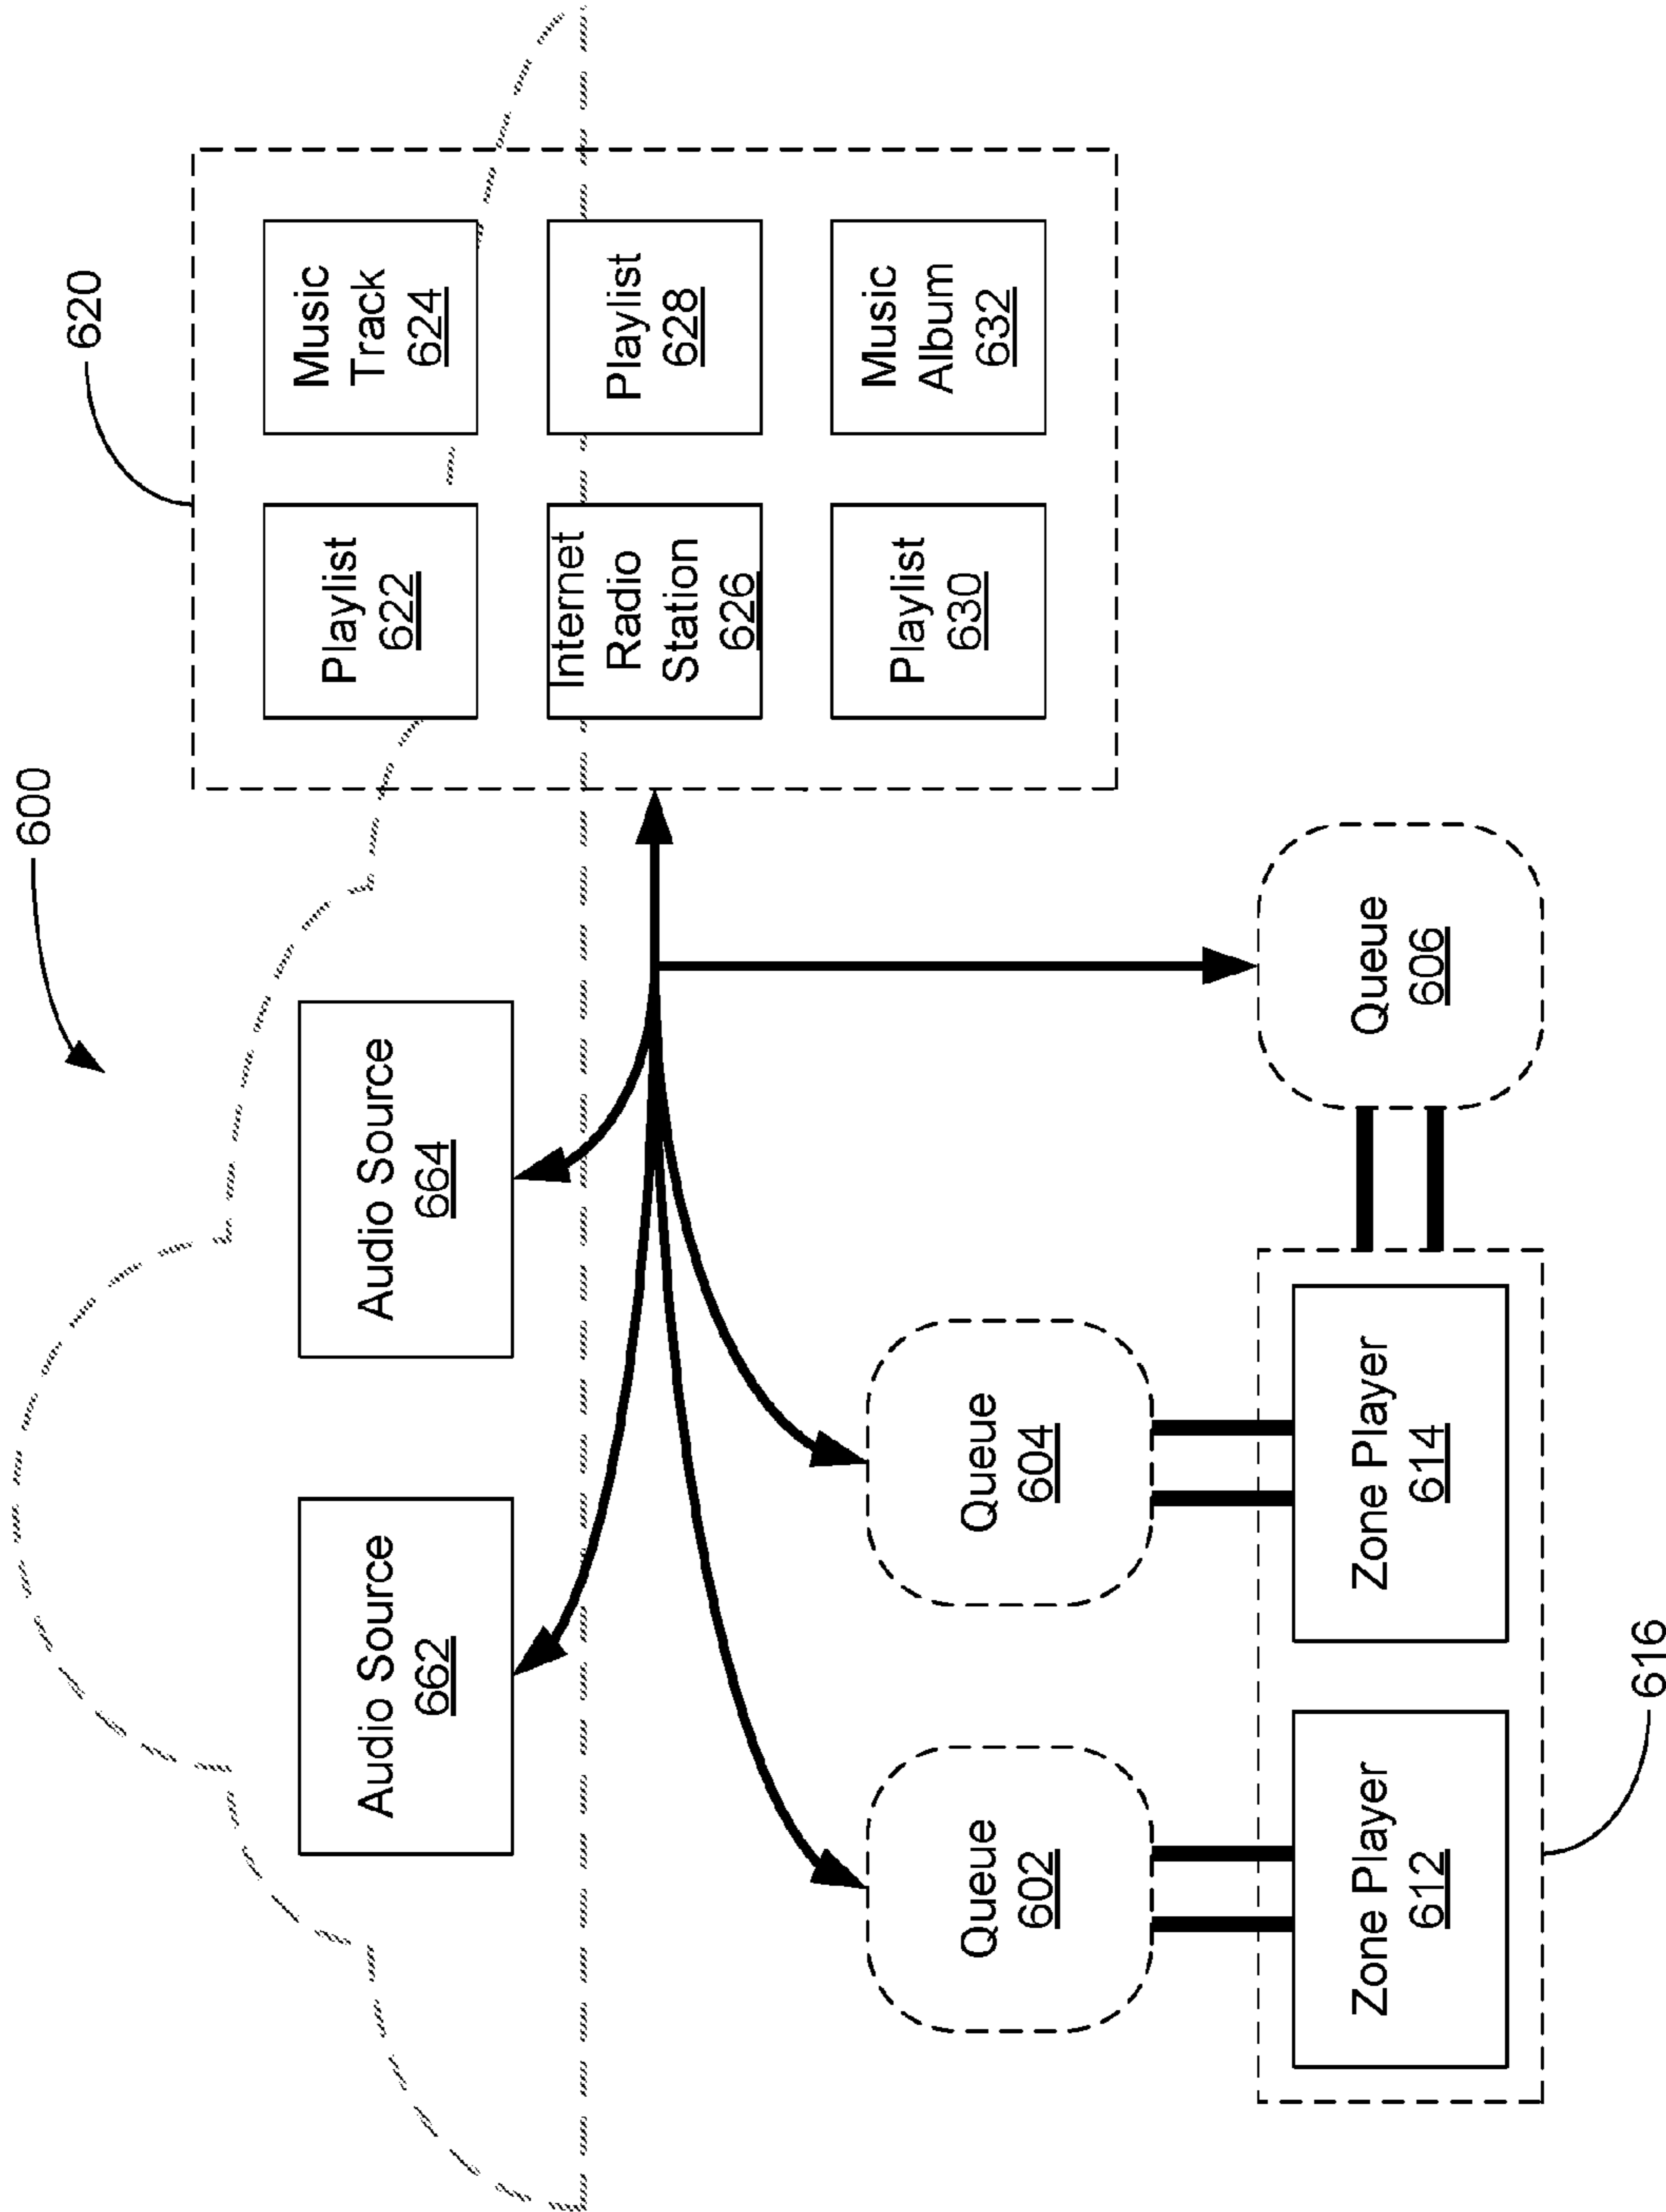 600
620
Audio Source
662
Audio Source
664
Playlist
622
Music
Track
624
Internet
Radio
Station
626
Playlist
628
Playlist
630
Music
Album
632
Queue
602
Queue
604
Queue
606
Zone Player
612
Zone Player
614
616